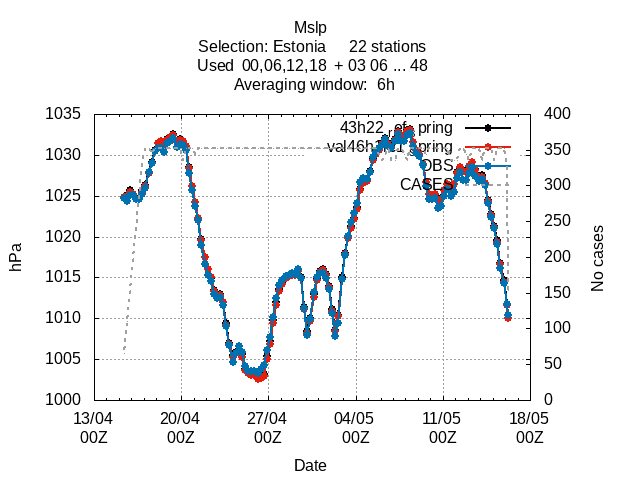 Mslp
Selection: Estonia 22 stations
Used 00,06,12,18 + 03 06 ... 48
Averaging window: 6h
1035
1030
1025
1020
1015
1010
1005
1000
hPa
400
350
300
250
200
150
100
50
0
No cases
43h22_ref_spring
OBS
CASES
13/04 20/04 27/04 04/05 11/05 18/05
00Z 00Z 00Z 00Z 00Z 00Z
Date